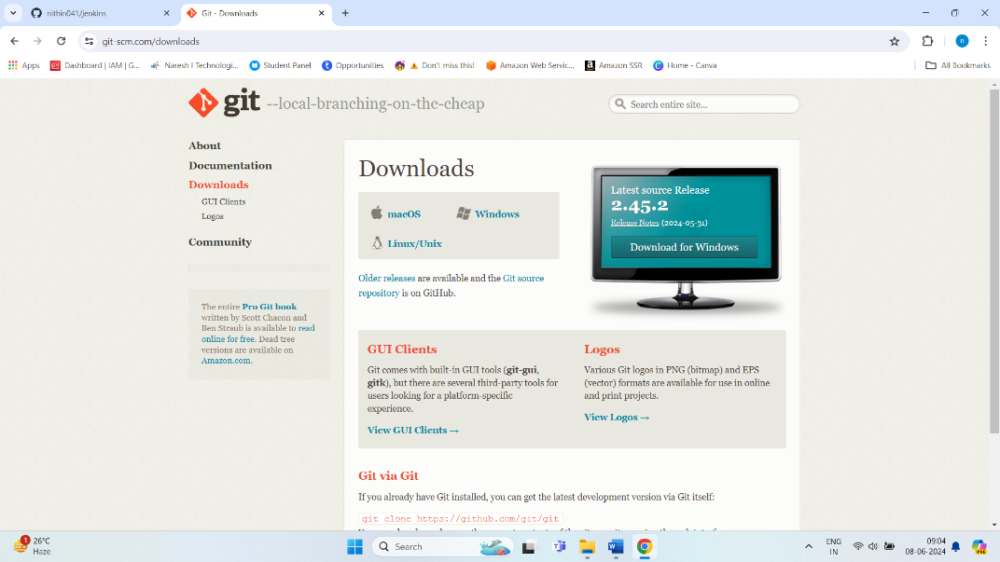 nithin041/jenkins
Git - Downloads
git-scm.com/downloads
n
Apps
Dashboard | IAM | G...
Naresh I Technologi...
Student Panel
Opportunities
Don't miss this!
Amazon Web Servic...
Amazon SSR
Home - Canva
All Bookmarks
git --local-branching-on-the-cheap
Search entire site...
About
Documentation
Downloads
GUI Clients
Logos
Community
The entire Pro Git book
written by Scott Chacon and
Ben Straub is available to read
online for free. Dead tree
versions are available on
Amazon.com.
Downloads
macOS
Windows
Linux/Unix
Older releases are available and the Git source
repository is on GitHub.
Latest source Release
2.45.2
Release Notes (2024-05-31)
Download for Windows
GUI Clients
Git comes with built-in GUI tools (git-gui,
gitk), but there are several third-party tools for
users looking for a platform-specific
experience.
View GUI Clients →
Logos
Various Git logos in PNG (bitmap) and EPS
(vector) formats are available for use in online
and print projects.
View Logos →
Git via Git
If you already have Git installed, you can get the latest development version via Git itself:
git clone https://github.com/git/git
1
26°C
Haze
Search
ENG
IN
09:04
08-06-2024